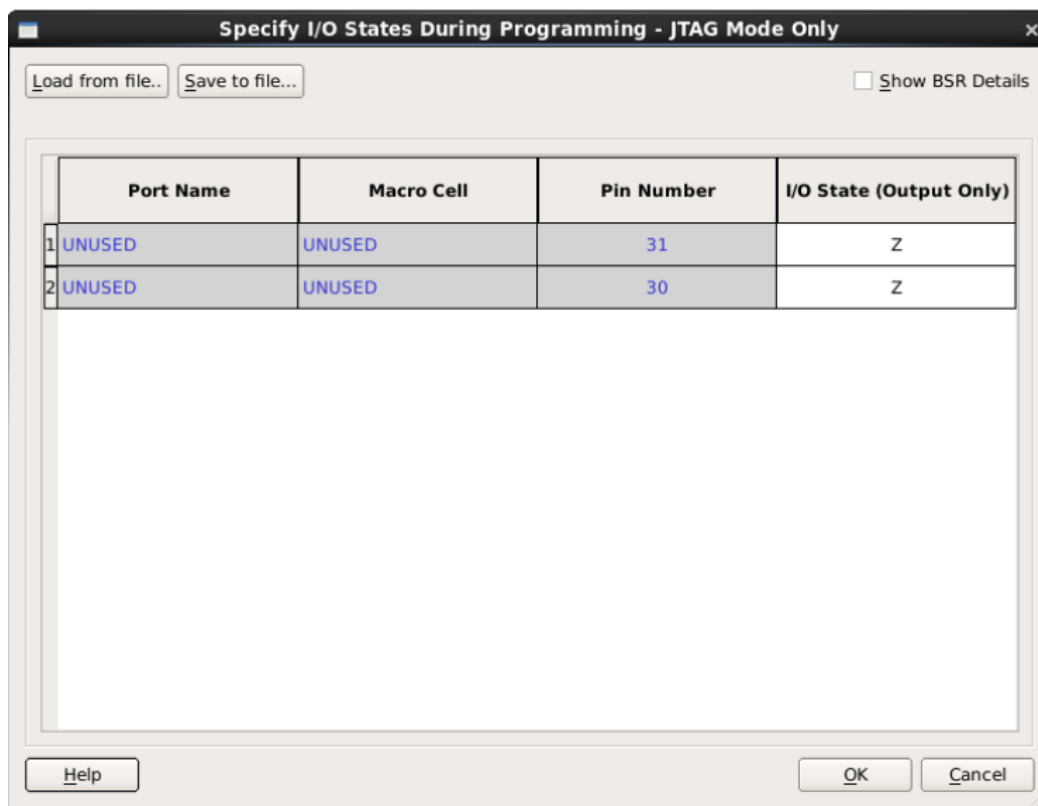 Specify I/O States During Programming - JTAG Mode Only
Load from file.. Save to file... Show BSR Details
Port Name Macro Cell Pin Number I/O State (Output Only)
1 UNUSED UNUSED 31 Z
2 UNUSED UNUSED 30 Z
Help OK Cancel